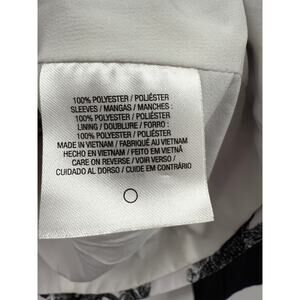 100% POLYESTER / POLIÉSTER
SLEEVES / MANGAS / MANCHES :
100% POLYESTER / POLIÉSTER
LINING / DOUBLURE / FORRO :
100% POLYESTER / POLIÉSTER
MADE IN VIETNAM / FABRIQUÉ AU VIETNAM
HECHO EN VIETNAM / FEITO EM VIETNÃ
CARE ON REVERSE / VOIR VERSO /
CUIDADO AL DORSO / CUIDE EM CONTRÁRIO